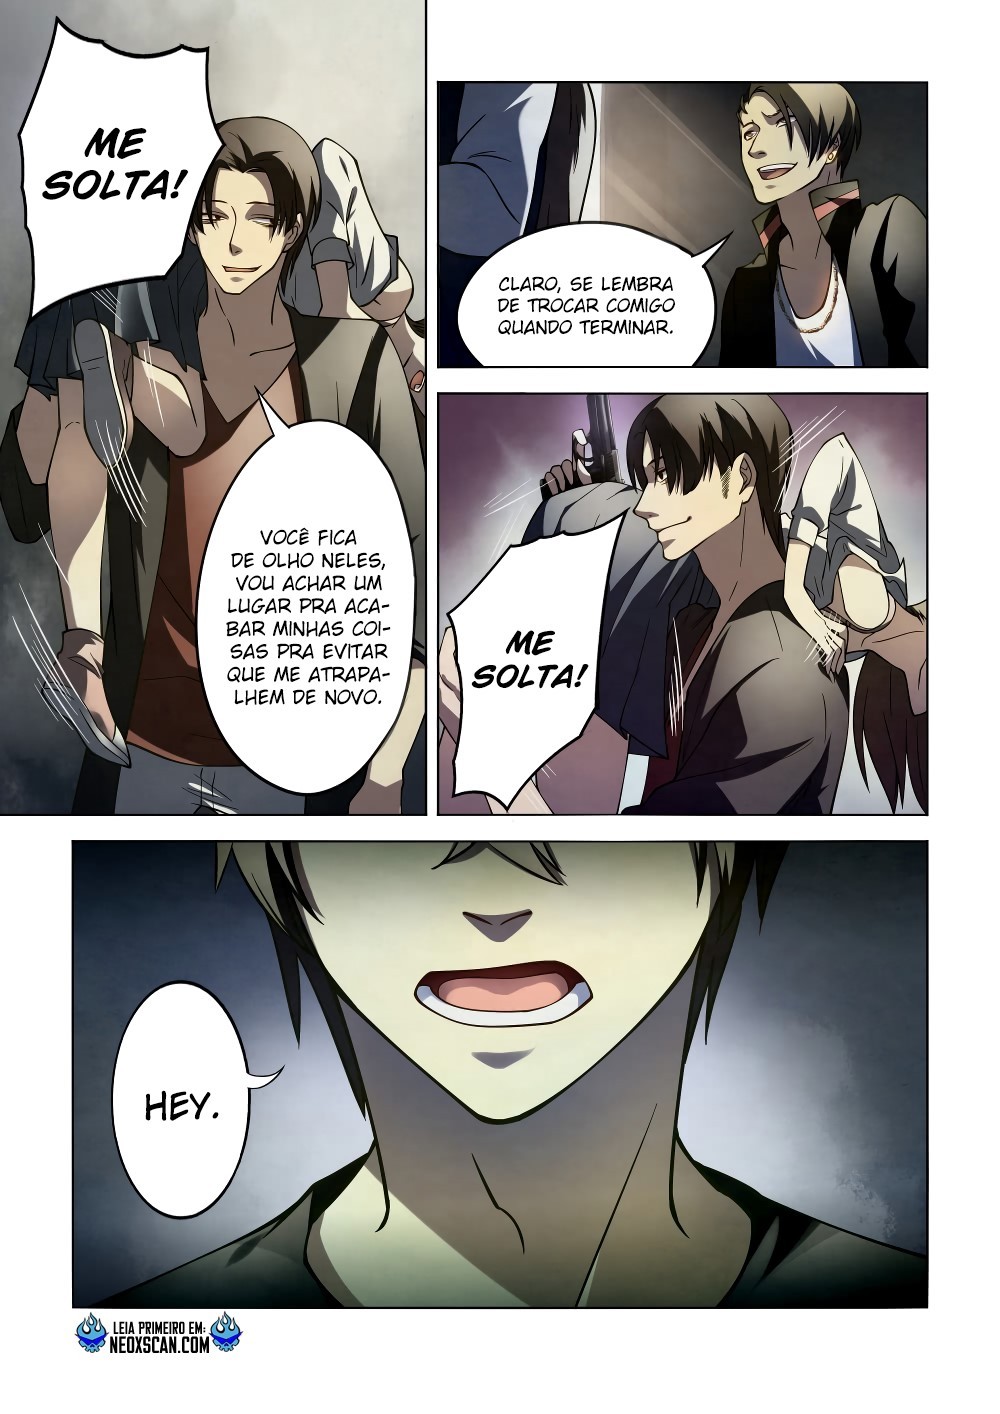 ME
SOLTA!
VOCÊ FICA
DE OLHO NELES,
VOU ACHAR UM
LUGAR PRA ACA-
BAR MINHAS COI-
SAS PRA EVITAR
QUE ME ATRAPA-
LHEM DE NOVO.
CLARO, SE LEMBRA
DE TROCAR COMIGO
QUANDO TERMINAR.
ME
SOLTA!
HEY.
LEIA PRIMEIRO EM:
NEOXSCAN.COM